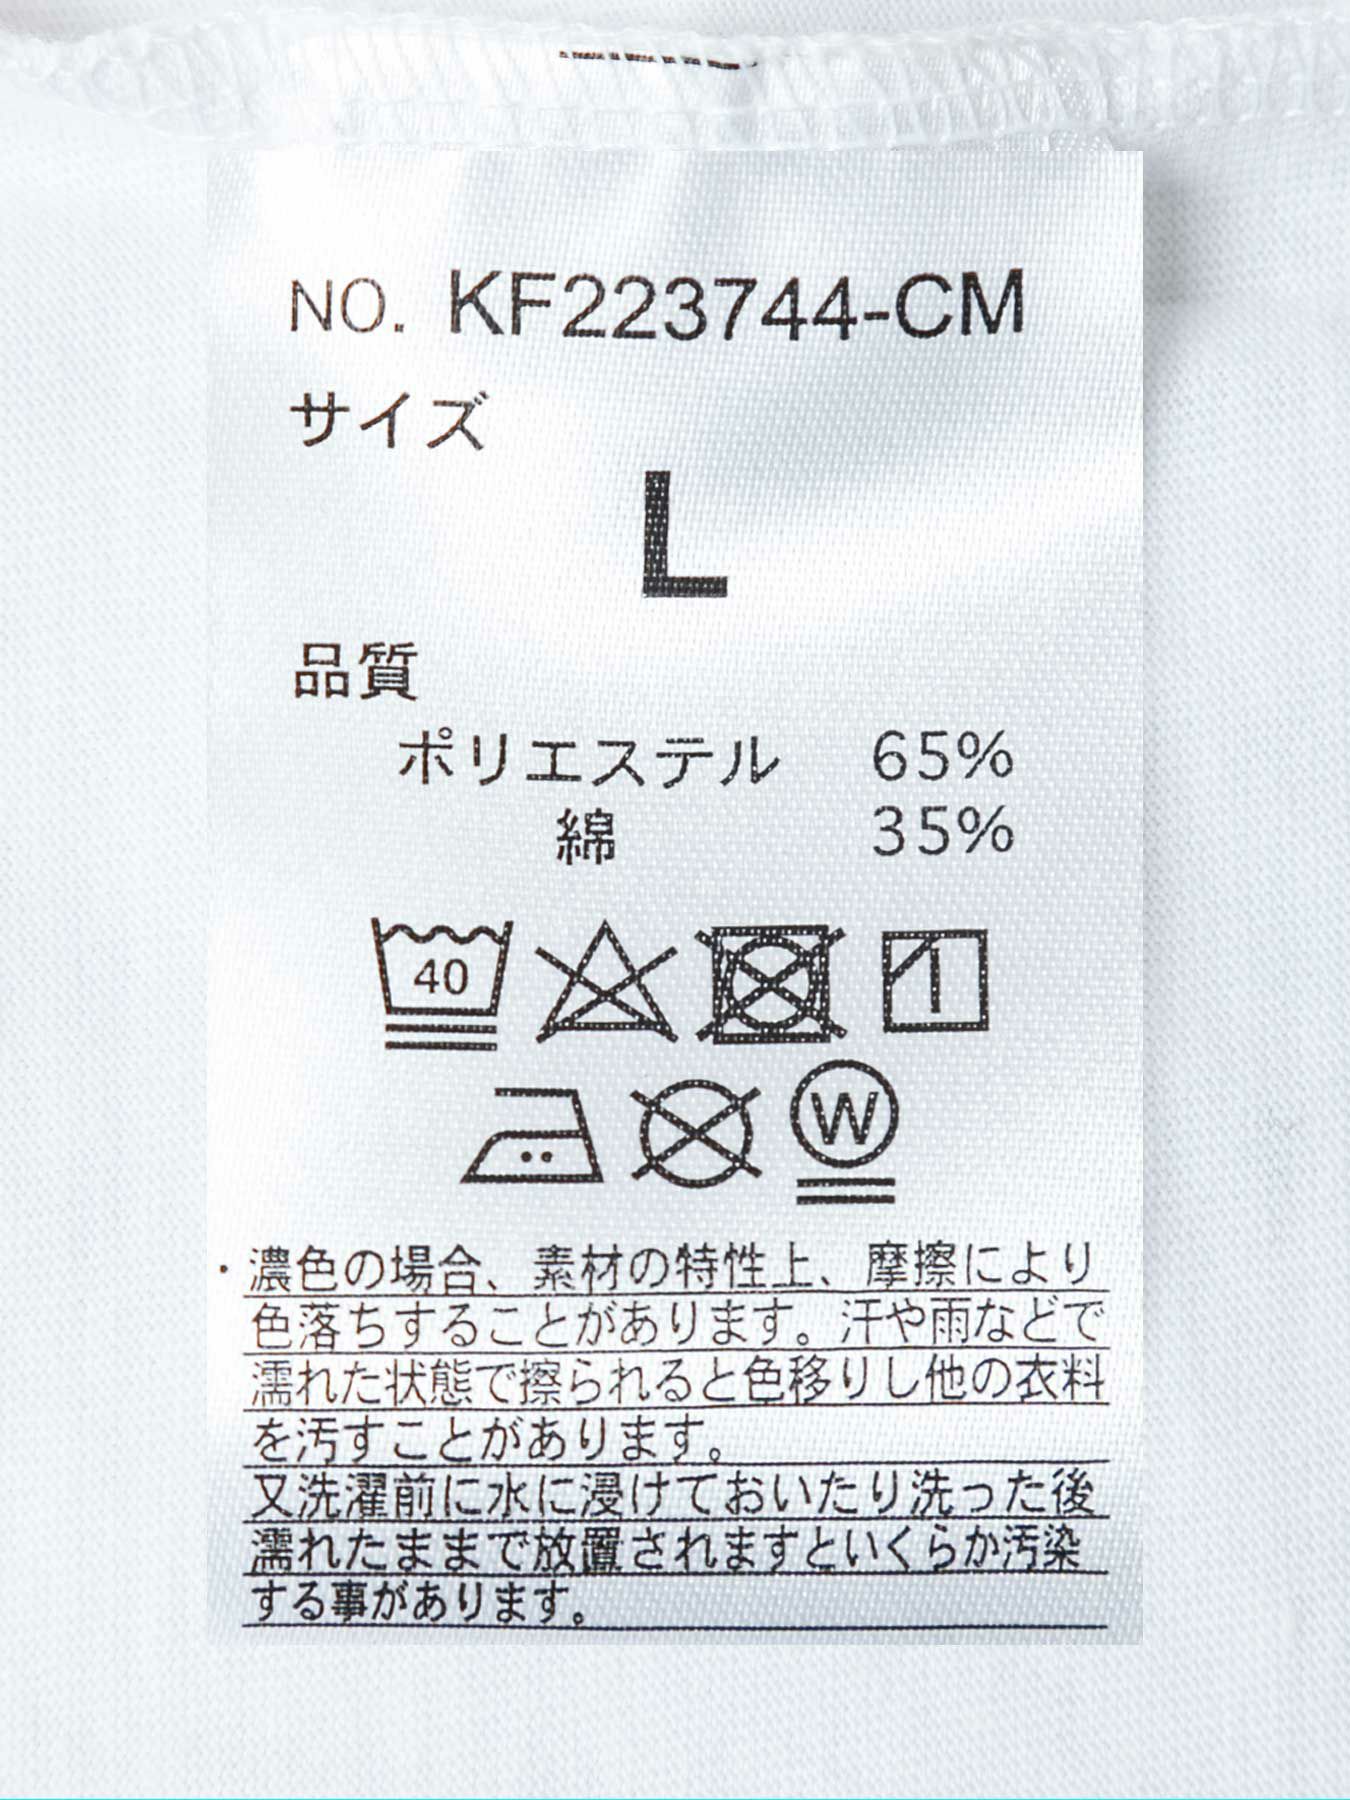 NO. KF223744-CM
サイズ
L
品質
ポリエステル 65%
綿 35%
40
W
・濃色の場合、素材の特性上、摩擦により
色落ちすることがあります。汗や雨などで
濡れた状態で擦られると色移りし他の衣料
を汚すことがあります。
又洗濯前に水に浸けておいたり洗った後
濡れたままで放置されますといくらか汚染
する事があります。